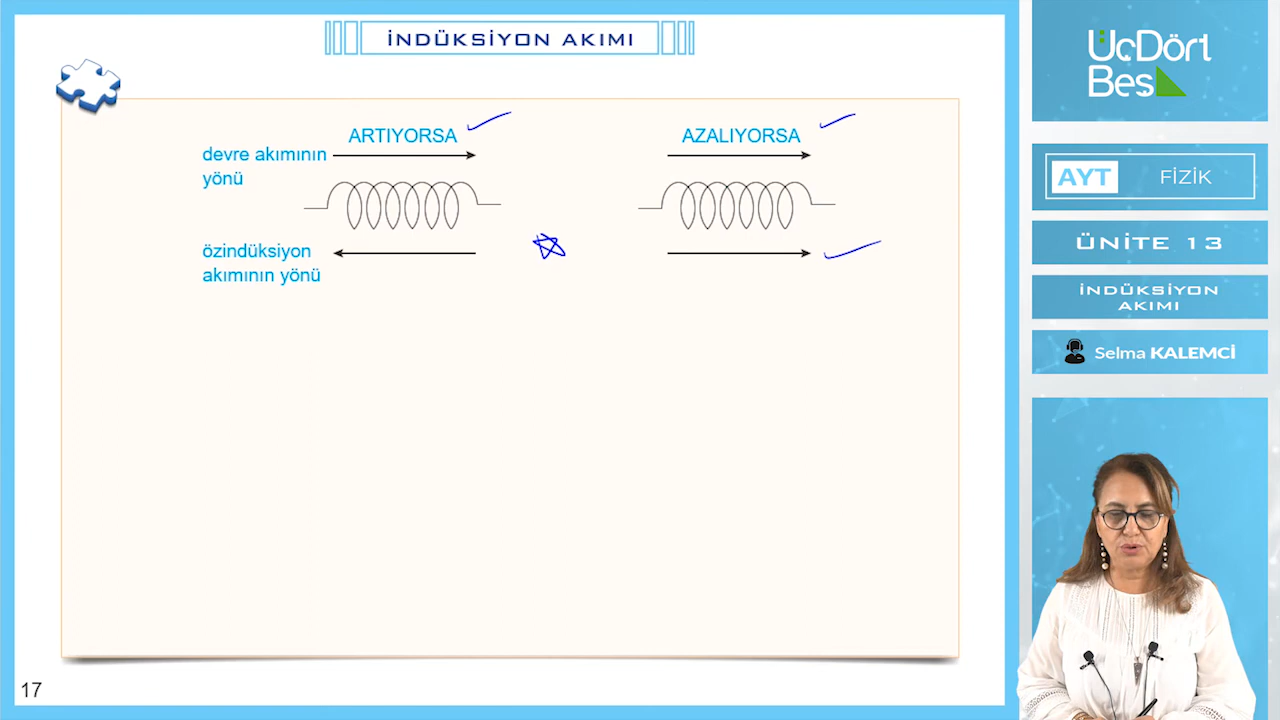 İNDÜKSİYON AKIMI
ARTIYORSA
AZALIYORSA
devre akımının
yönü
özindüksiyon
akımının yönü
17
ÜçDört
Beş
AYT FİZİK
ÜNİTE 13
İNDÜKSİYON
AKIMI
Selma KALEMCİ